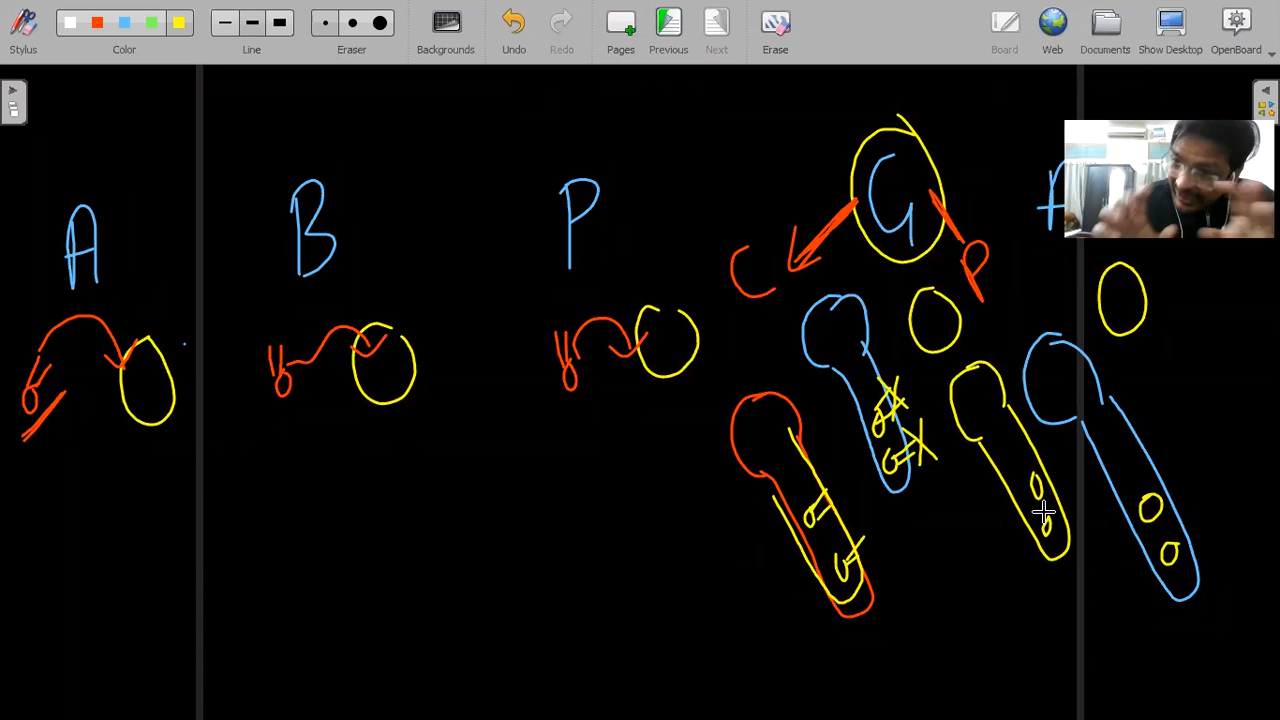 Stylus
Color
Line
Eraser
Backgrounds
Undo
Redo
Pages
Previous
Next
Erase
Board
Web
Documents
Show Desktop
OpenBoard
A
B
P
G
C
P